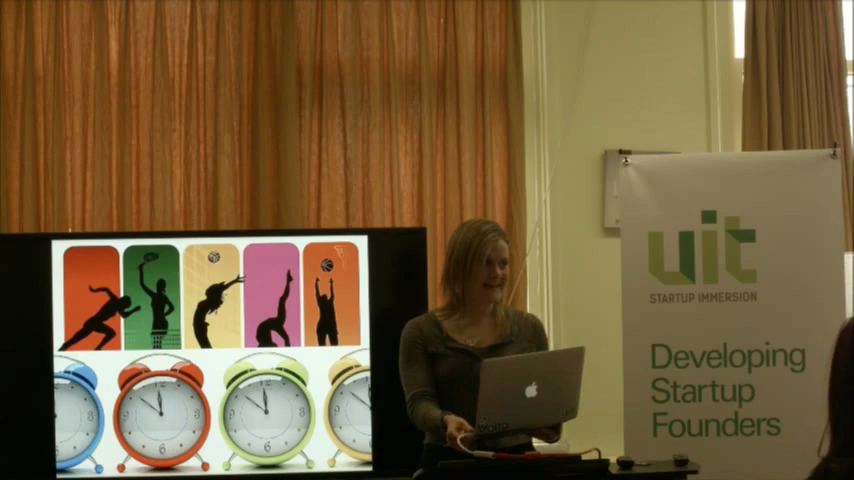 uit
STARTUP IMMERSION
Developing
Startup
Founders